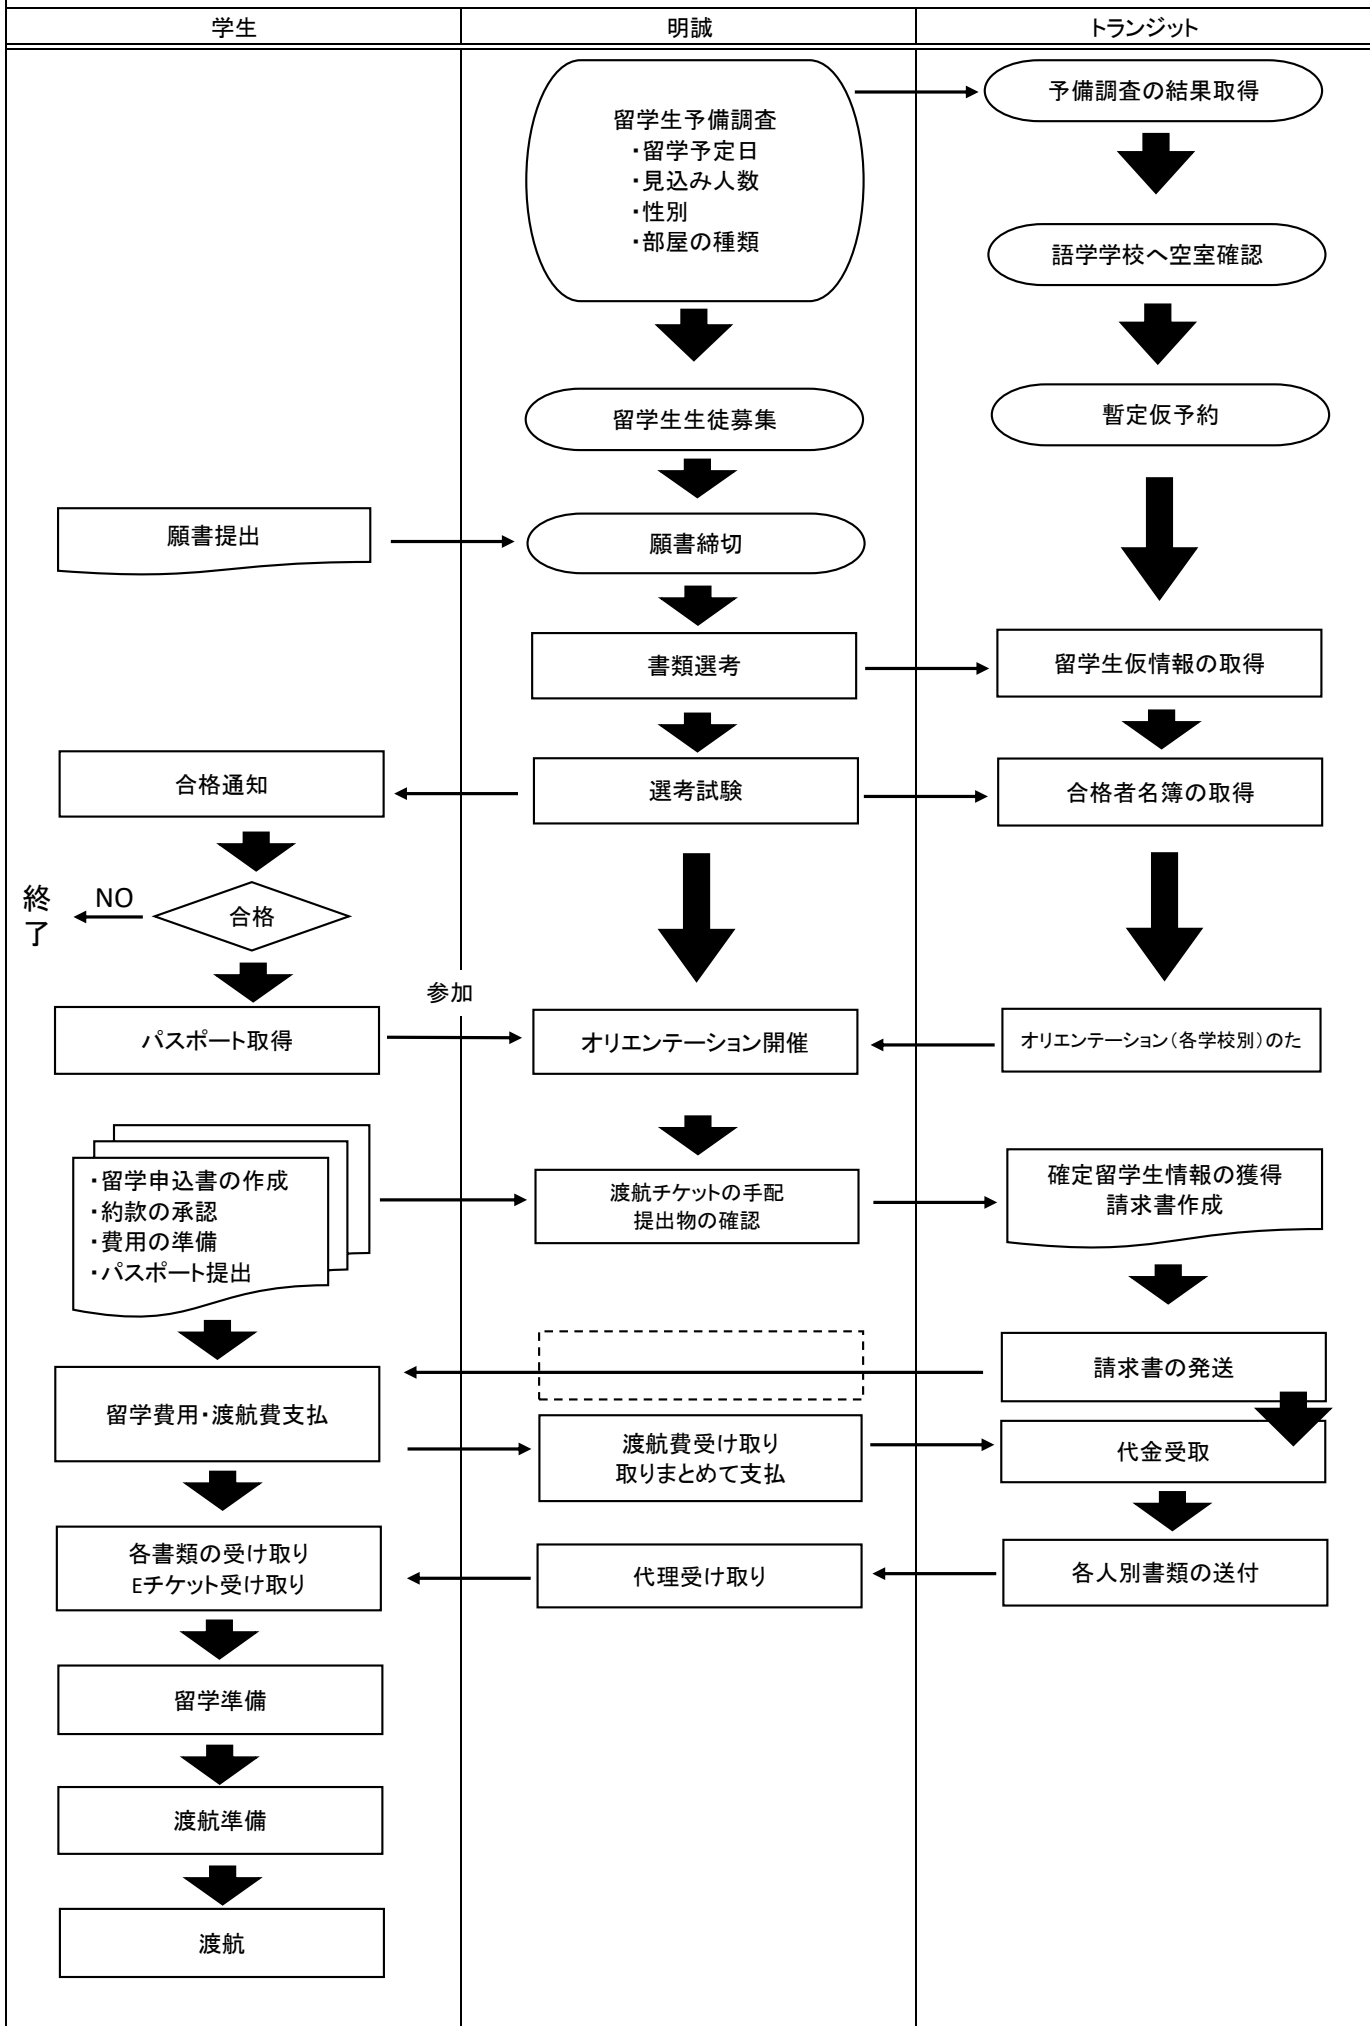 学生
明誠
トランジット
留学生予備調査
・留学予定日
・見込み人数
・性別
・部屋の種類
予備調査の結果取得
語学学校へ空室確認
留学生生徒募集
暫定仮予約
願書提出
願書締切
書類選考
留学生仮情報の取得
合格通知
選考試験
合格者名簿の取得
終
了
NO
合格
参加
パスポート取得
オリエンテーション開催
オリエンテーション（各学校別）のた
・留学申込書の作成
・約款の承認
・費用の準備
・パスポート提出
渡航チケットの手配
提出物の確認
確定留学生情報の獲得
請求書作成
請求書の発送
留学費用・渡航費支払
渡航費受け取り
取りまとめて支払
代金受取
各書類の受け取り
Eチケット受け取り
代理受け取り
各人別書類の送付
留学準備
渡航準備
渡航